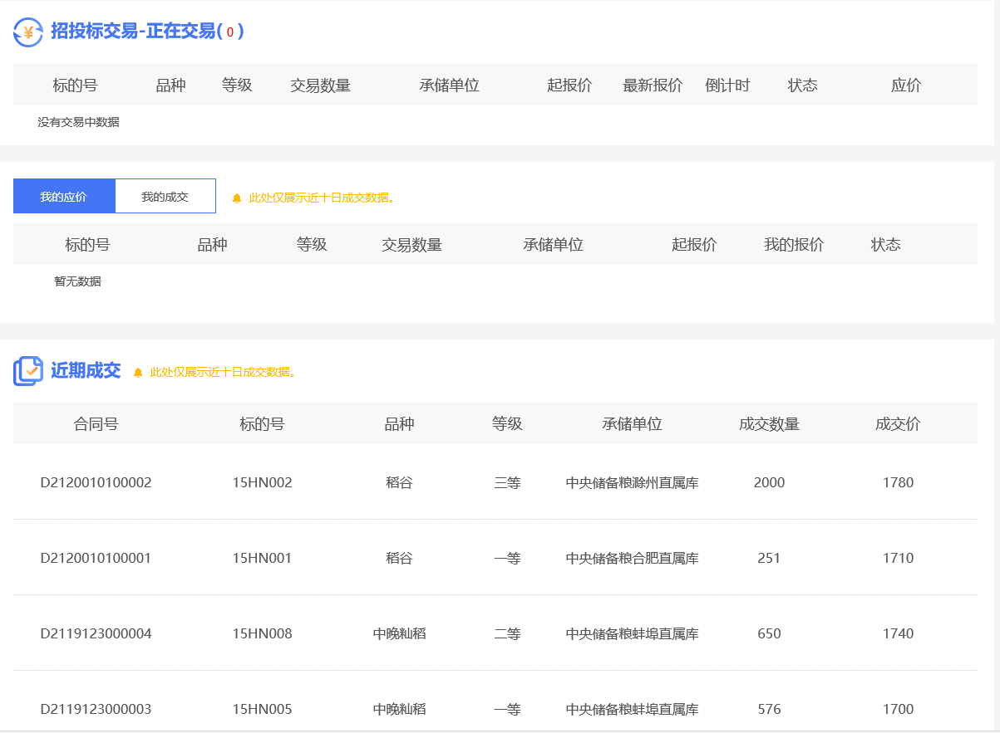 招投标交易-正在交易( 0 )
标的号 品种 等级 交易数量 承储单位 起报价 最新报价 倒计时 状态 应价
没有交易中数据
我的应价 我的成交 此处仅展示近十日成交数据。
标的号 品种 等级 交易数量 承储单位 起报价 我的报价 状态
暂无数据
近期成交 此处仅展示近十日成交数据。
合同号 标的号 品种 等级 承储单位 成交数量 成交价
D2120010100002 15HN002 稻谷 三等 中央储备粮滁州直属库 2000 1780
D2120010100001 15HN001 稻谷 一等 中央储备粮合肥直属库 251 1710
D2119123000004 15HN008 中晚籼稻 二等 中央储备粮蚌埠直属库 650 1740
D2119123000003 15HN005 中晚籼稻 一等 中央储备粮蚌埠直属库 576 1700